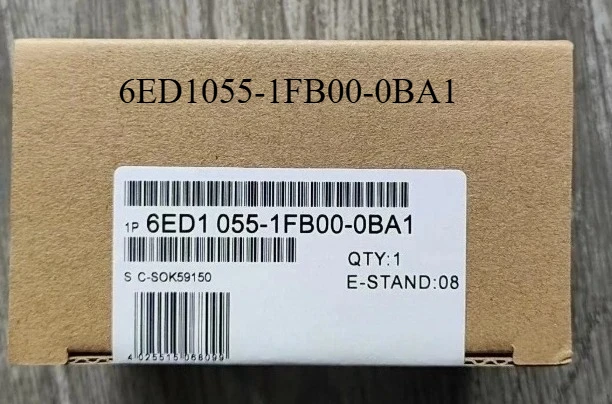 6ED1055-1FB00-0BA1
1P 6ED1 055-1FB00-0BA1
QTY:1
S C-SOK59150
E-STAND:08
4 025515 068099